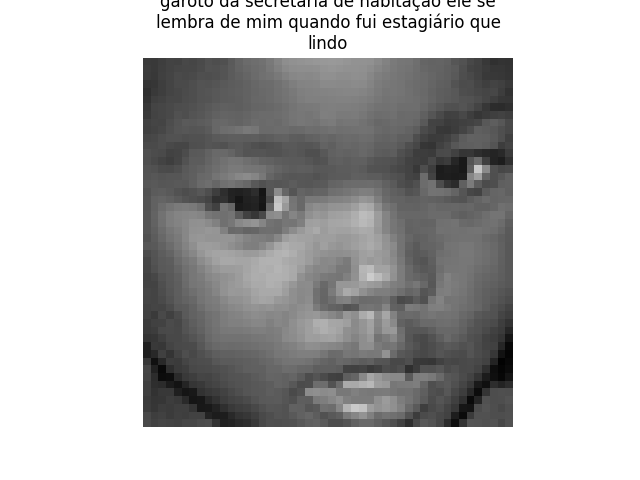 garoto da secretaria de habitação ele se
lembra de mim quando fui estagiário que
lindo